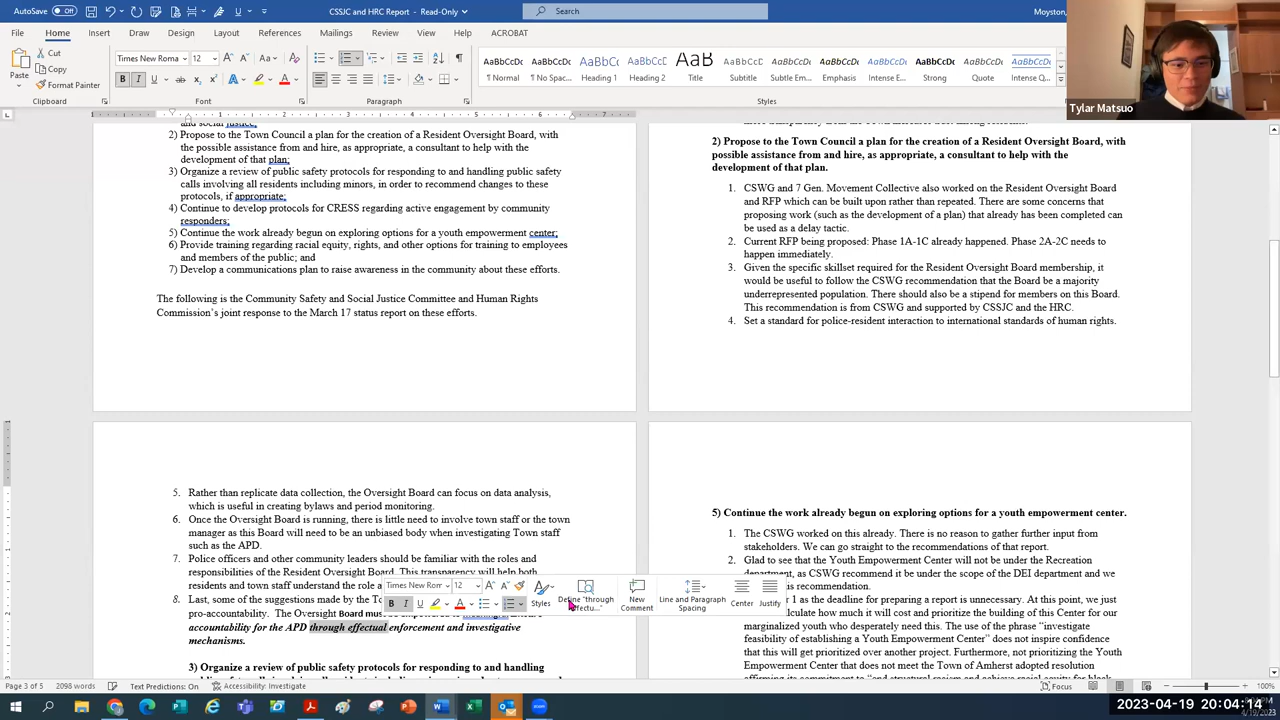 AutoSave Off
CSSJC and HRC Report - Read-Only
Search
Moyston,
File Home Insert Draw Design Layout References Mailings Review View Help ACROBAT
Paste
Cut
Copy
Format Painter
Clipboard
Times New Roma 12
Font
Paragraph
AaBbCcDc AaBbCcDc AaBbC AaBbCcC AaB AaBbCcD AaBbCcDc AaBbCcDc AaBbCcDc AaBbCcDc AaBbCcDc AaBbCcDc
¶ Normal ¶ No Spac... Heading 1 Heading 2 Title Subtitle Subtle Em... Emphasis Intense E... Strong Quote Intense Q...
Styles
Tylar Matsuo
and social justice;
2) Propose to the Town Council a plan for the creation of a Resident Oversight Board, with
the possible assistance from and hire, as appropriate, a consultant to help with the
development of that plan;
3) Organize a review of public safety protocols for responding to and handling public safety
calls involving all residents including minors, in order to recommend changes to these
protocols, if appropriate;
4) Continue to develop protocols for CRESS regarding active engagement by community
responders;
5) Continue the work already begun on exploring options for a youth empowerment center;
6) Provide training regarding racial equity, rights, and other options for training to employees
and members of the public; and
7) Develop a communications plan to raise awareness in the community about these efforts.
The following is the Community Safety and Social Justice Committee and Human Rights
Commission's joint response to the March 17 status report on these efforts.
2) Propose to the Town Council a plan for the creation of a Resident Oversight Board, with
possible assistance from and hire, as appropriate, a consultant to help with the
development of that plan.
1. CSWG and 7 Gen. Movement Collective also worked on the Resident Oversight Board
and RFP which can be built upon rather than repeated. There are some concerns that
proposing work (such as the development of a plan) that already has been completed can
be used as a delay tactic.
2. Current RFP being proposed: Phase 1A-1C already happened. Phase 2A-2C needs to
happen immediately.
3. Given the specific skillset required for the Resident Oversight Board membership, it
would be useful to follow the CSWG recommendation that the Board be a majority
underrepresented population. There should also be a stipend for members on this Board.
This recommendation is from CSWG and supported by CSSJC and the HRC.
4. Set a standard for police-resident interaction to international standards of human rights.
5. Rather than replicate data collection, the Oversight Board can focus on data analysis,
which is useful in creating bylaws and period monitoring.
6. Once the Oversight Board is running, there is little need to involve town staff or the town
manager as this Board will need to be an unbiased body when investigating Town staff
such as the APD.
7. Police officers and other community leaders should be familiar with the roles and
responsibilities of the Resident Oversight Board. This transparency will help both
residents and town staff understand the role a
8. Last, some of the suggestions made by the To
pro-accountability. The Oversight Board mus
accountability for the APD through effectual enforcement and investigative
mechanisms.
3) Organize a review of public safety protocols for responding to and handling
Times New Rom 12
Styles
Define "through effectu..."
New Comment
Line and Paragraph Spacing
Center
Justify
5) Continue the work already begun on exploring options for a youth empowerment center.
1. The CSWG worked on this already. There is no reason to gather further input from
stakeholders. We can go straight to the recommendations of that report.
2. Glad to see that the Youth Empowerment Center will not be under the Recreation
department, as CSWG recommend it be under the scope of the DEI department and we
is recommendation.
r 1 as the deadline for preparing a report is unnecessary. At this point, we just
lculate how much it will cost and prioritize the building of this Center for our
marginalized youth who desperately need this. The use of the phrase "investigate
feasibility of establishing a Youth Empowerment Center" does not inspire confidence
that this will get prioritized over another project. Furthermore, not prioritizing the Youth
Empowerment Center that does not meet the Town of Amherst adopted resolution
Page 3 of 5 2098 words Text Predictions: On Accessibility: Investigate
Focus 100%
2023-04-19 20:04:14